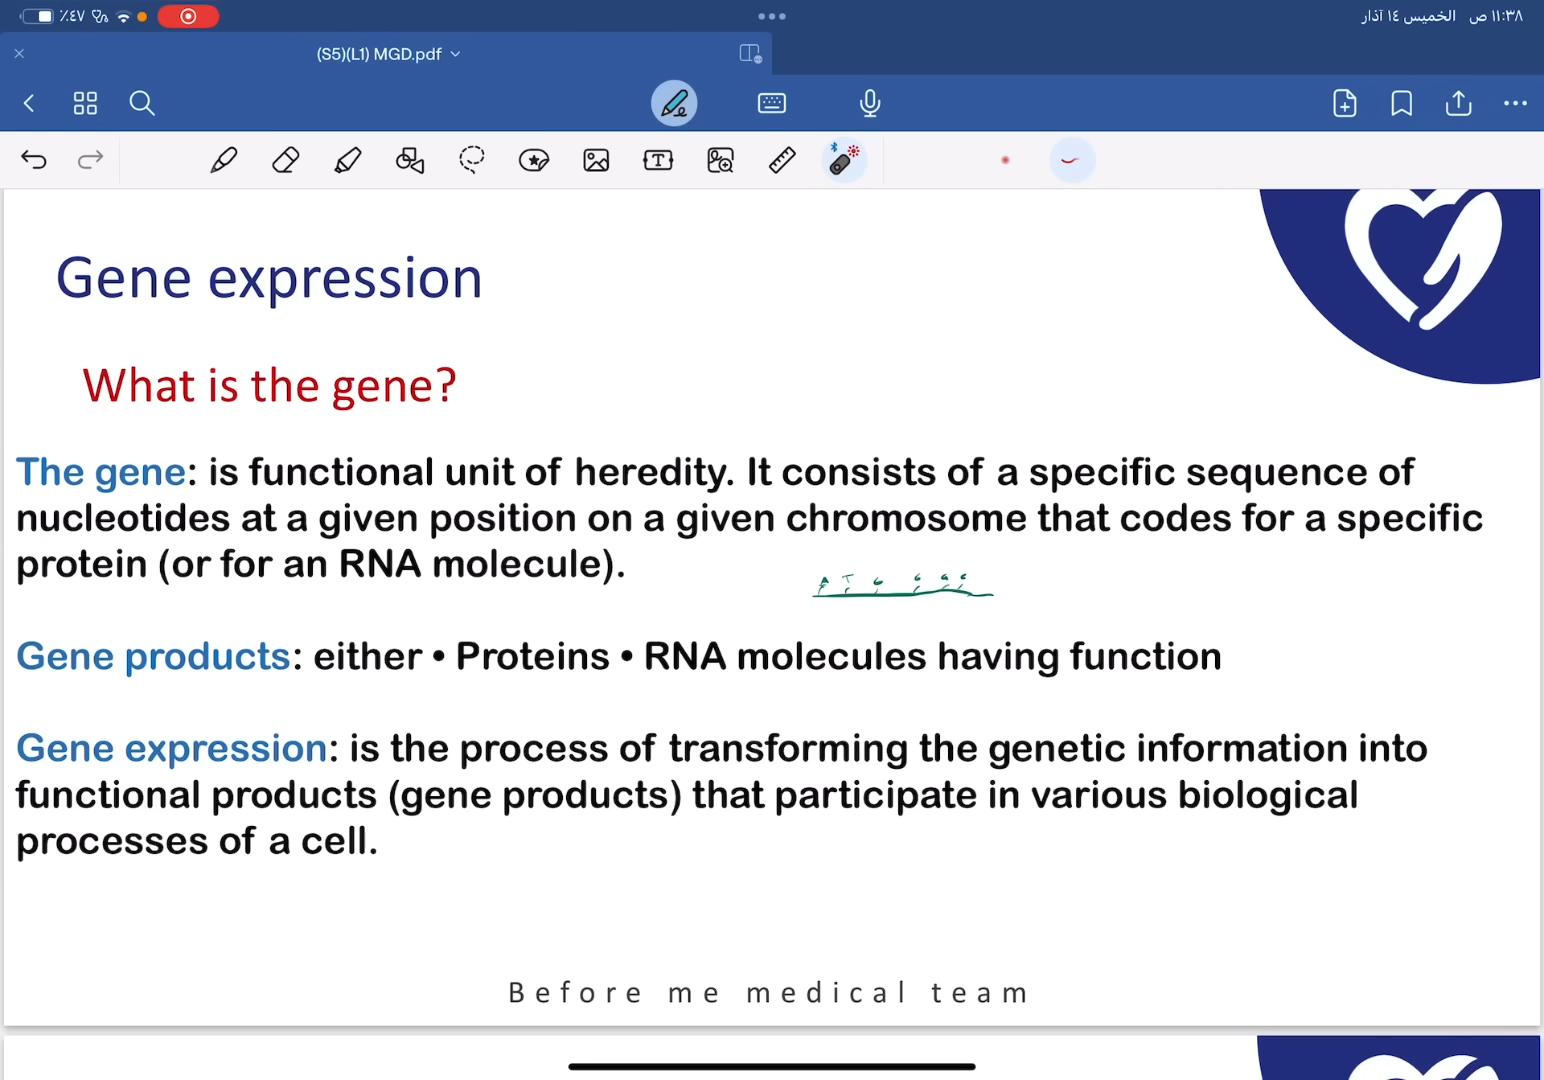 ٪٤٧
١١:٣٨ ص الخميس ١٤ آذار
(S5)(L1) MGD.pdf
Gene expression
What is the gene?
The gene: is functional unit of heredity. It consists of a specific sequence of
nucleotides at a given position on a given chromosome that codes for a specific
protein (or for an RNA molecule).
Gene products: either • Proteins • RNA molecules having function
Gene expression: is the process of transforming the genetic information into
functional products (gene products) that participate in various biological
processes of a cell.
Before me medical team